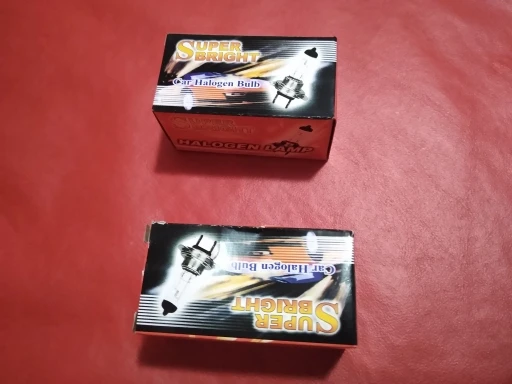 SUPER
BRIGHT
Car Halogen Bulb
HALOGEN LAMP
Car Halogen Bulb
SUPER
BRIGHT